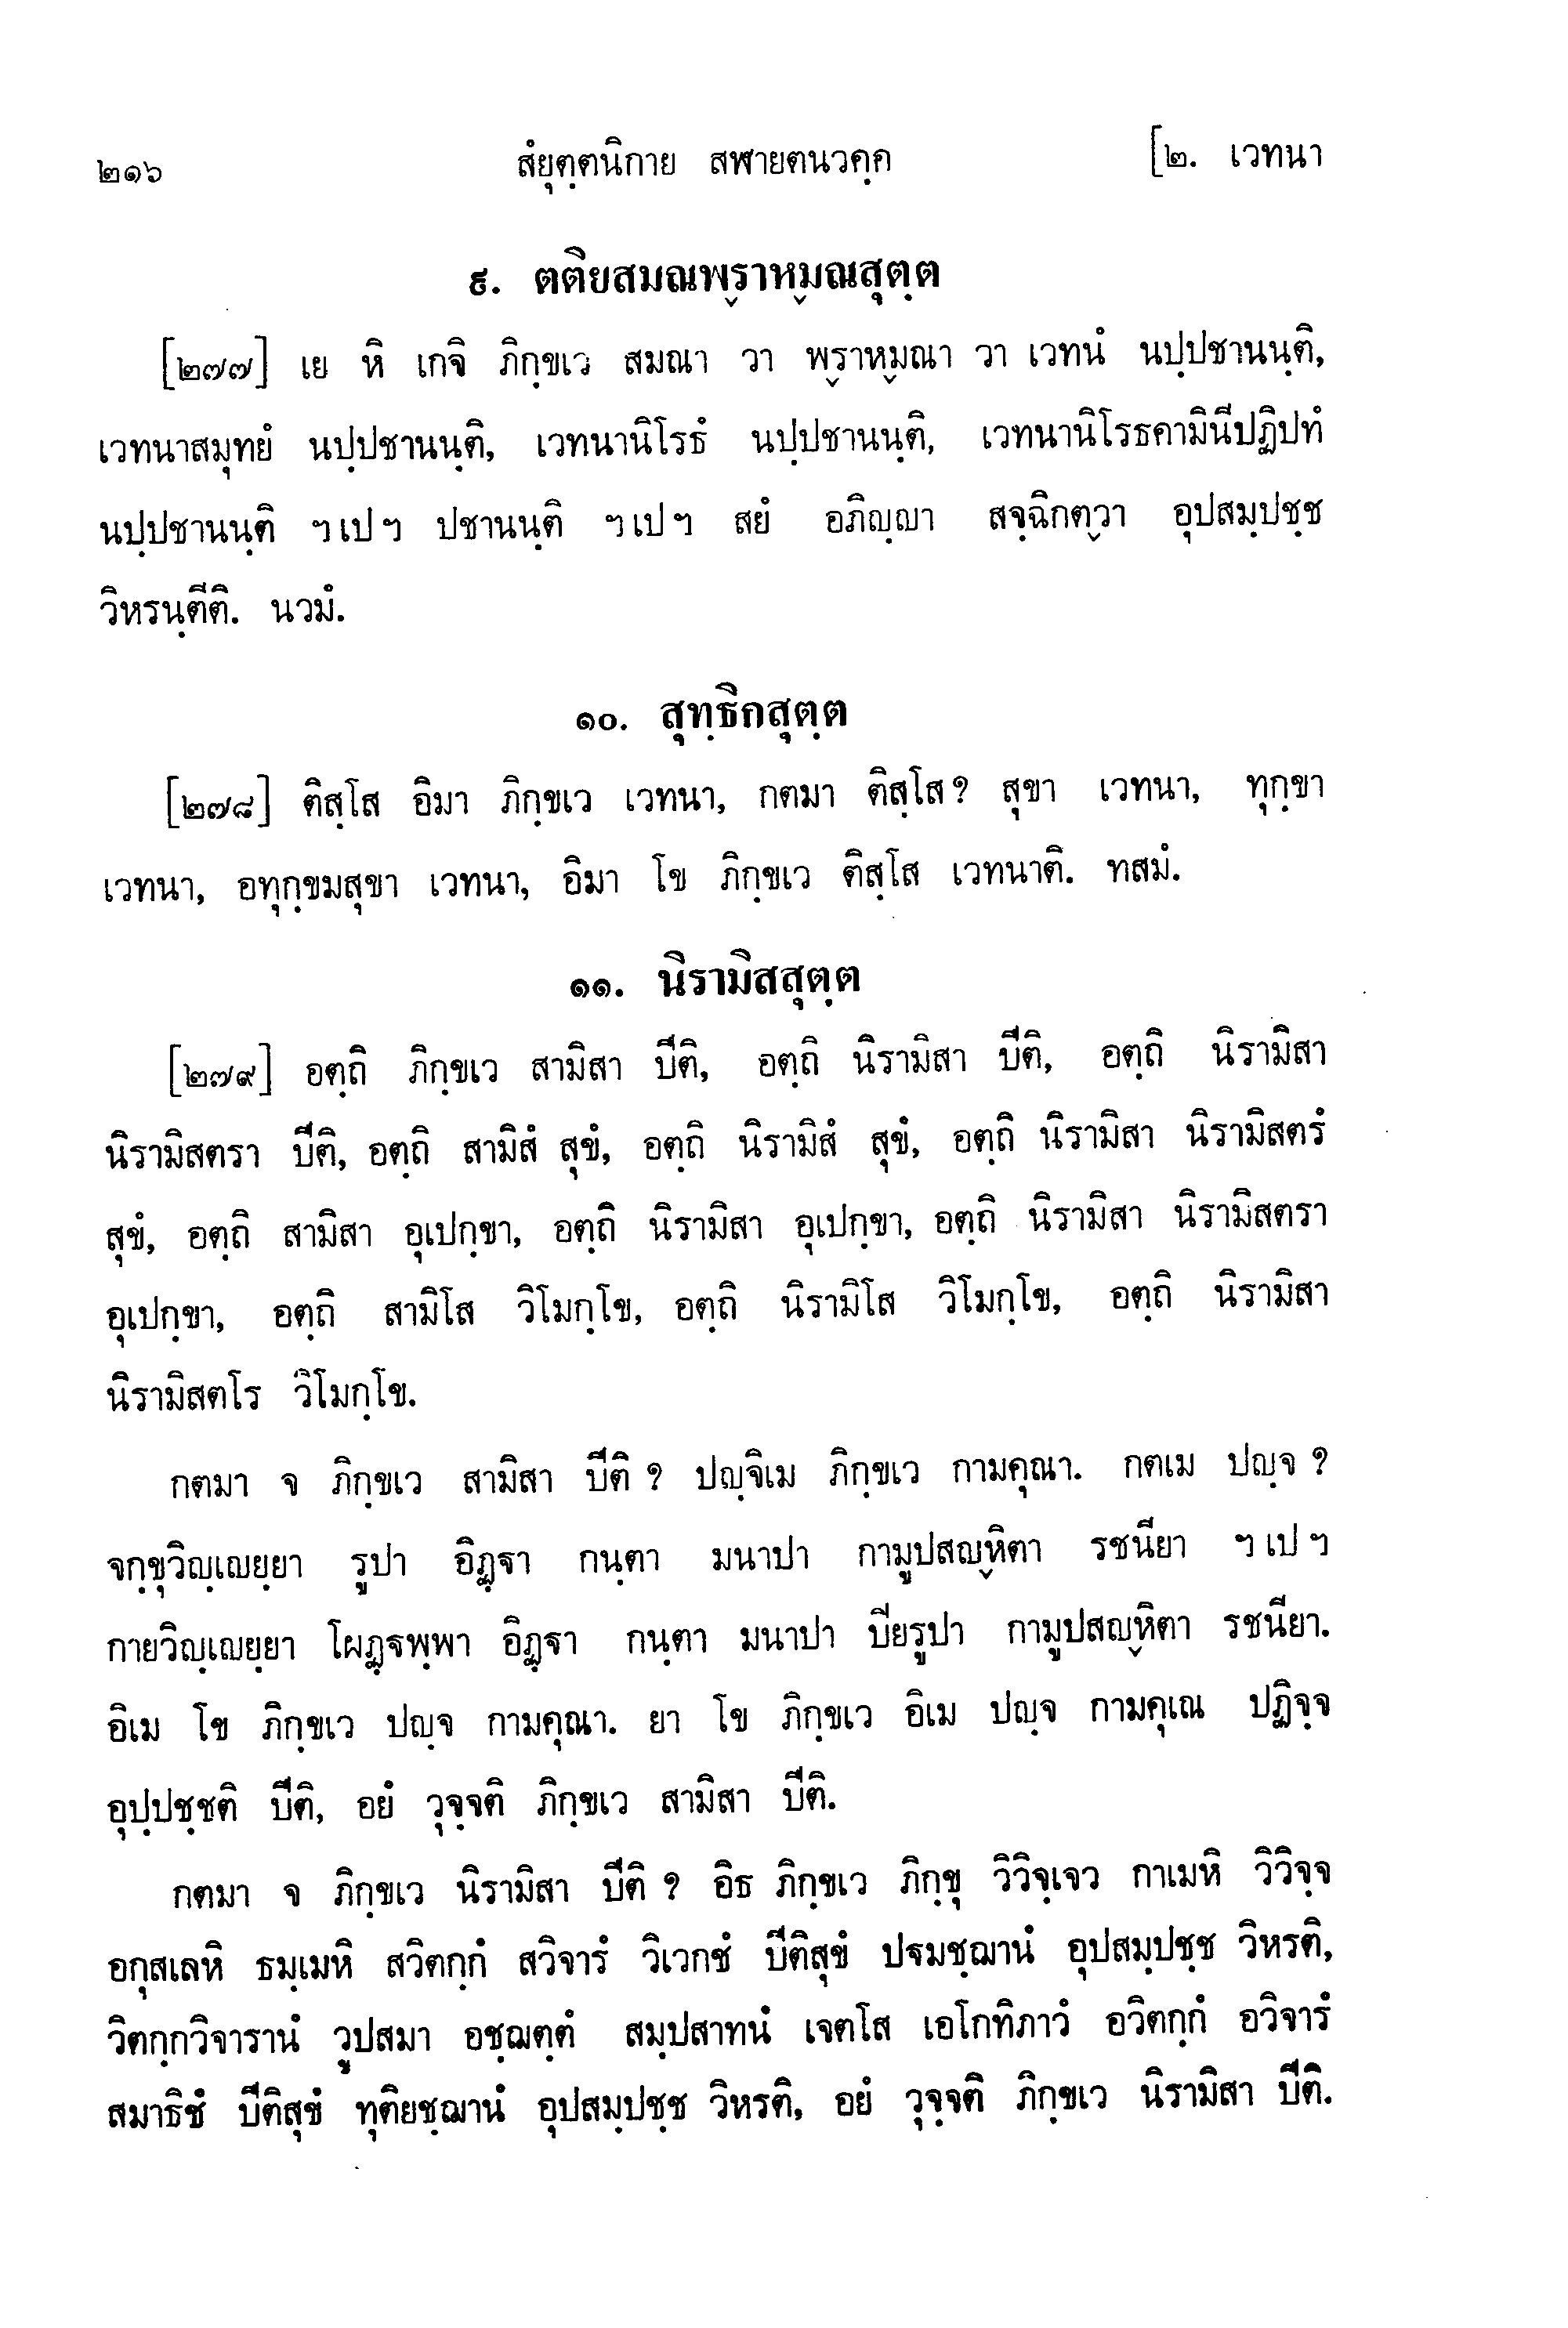 ๒๑๖ สํยุตฺตนิกาย สฬายตนวคฺค [๒. เวทนา
๙. ตติยสมณพฺราหฺมณสุตฺต
[๒๗๗] เย หิ เกจิ ภิกฺขเว สมณา วา พฺราหฺมณา วา เวทนํ นปฺปชานนฺติ,
เวทนาสมุทยํ นปฺปชานนฺติ, เวทนานิโรธํ นปฺปชานนฺติ, เวทนานิโรธคามินีปฏิปทํ
นปฺปชานนฺติ ฯเปฯ ปชานนฺติ ฯเปฯ สยํ อภิญฺญา สจฺฉิกตฺวา อุปสมฺปชฺช
วิหรนฺตีติ. นวมํ.
๑๐. สุทฺธิกสุตฺต
[๒๗๘] ติสฺโส อิมา ภิกฺขเว เวทนา, กตมา ติสฺโส? สุขา เวทนา, ทุกฺขา
เวทนา, อทุกฺขมสุขา เวทนา, อิมา โข ภิกฺขเว ติสฺโส เวทนาติ. ทสมํ.
๑๑. นิรามิสสุตฺต
[๒๗๙] อตฺถิ ภิกฺขเว สามิสา ปีติ, อตฺถิ นิรามิสา ปีติ, อตฺถิ นิรามิสา
นิรามิสตรา ปีติ, อตฺถิ สามิสํ สุขํ, อตฺถิ นิรามิสํ สุขํ, อตฺถิ นิรามิสา นิรามิสตรํ
สุขํ, อตฺถิ สามิสา อุเปกฺขา, อตฺถิ นิรามิสา อุเปกฺขา, อตฺถิ นิรามิสา นิรามิสตรา
อุเปกฺขา, อตฺถิ สามิโส วิโมกฺโข, อตฺถิ นิรามิโส วิโมกฺโข, อตฺถิ นิรามิสา
นิรามิสตโร วิโมกฺโข.
กตมา จ ภิกฺขเว สามิสา ปีติ ? ปญฺจิเม ภิกฺขเว กามคุณา. กตเม ปญฺจ ?
จกฺขุวิญฺเญยฺยา รูปา อิฏฺฐา กนฺตา มนาปา กามูปสญฺหิตา รชนียา ฯเปฯ
กายวิญฺเญยฺยา โผฏฺฐพฺพา อิฏฺฐา กนฺตา มนาปา ปียรูปา กามูปสญฺหิตา รชนียา.
อิเม โข ภิกฺขเว ปญฺจ กามคุณา. ยา โข ภิกฺขเว อิเม ปญฺจ กามคุเณ ปฏิจฺจ
อุปฺปชฺชติ ปีติ, อยํ วุจฺจติ ภิกฺขเว สามิสา ปีติ.
กตมา จ ภิกฺขเว นิรามิสา ปีติ ? อิธ ภิกฺขเว ภิกฺขุ วิวิจฺเจว กาเมหิ วิวิจฺจ
อกุสเลหิ ธมฺเมหิ สวิตกฺกํ สวิจารํ วิเวกชํ ปีติสุขํ ปฐมชฺฌานํ อุปสมฺปชฺช วิหรติ,
วิตกฺกวิจารานํ วูปสมา อชฺฌตฺตํ สมฺปสาทนํ เจตโส เอโกทิภาวํ อวิตกฺกํ อวิจารํ
สมาธิชํ ปีติสุขํ ทุติยชฺฌานํ อุปสมฺปชฺช วิหรติ, อยํ วุจฺจติ ภิกฺขเว นิรามิสา ปีติ.